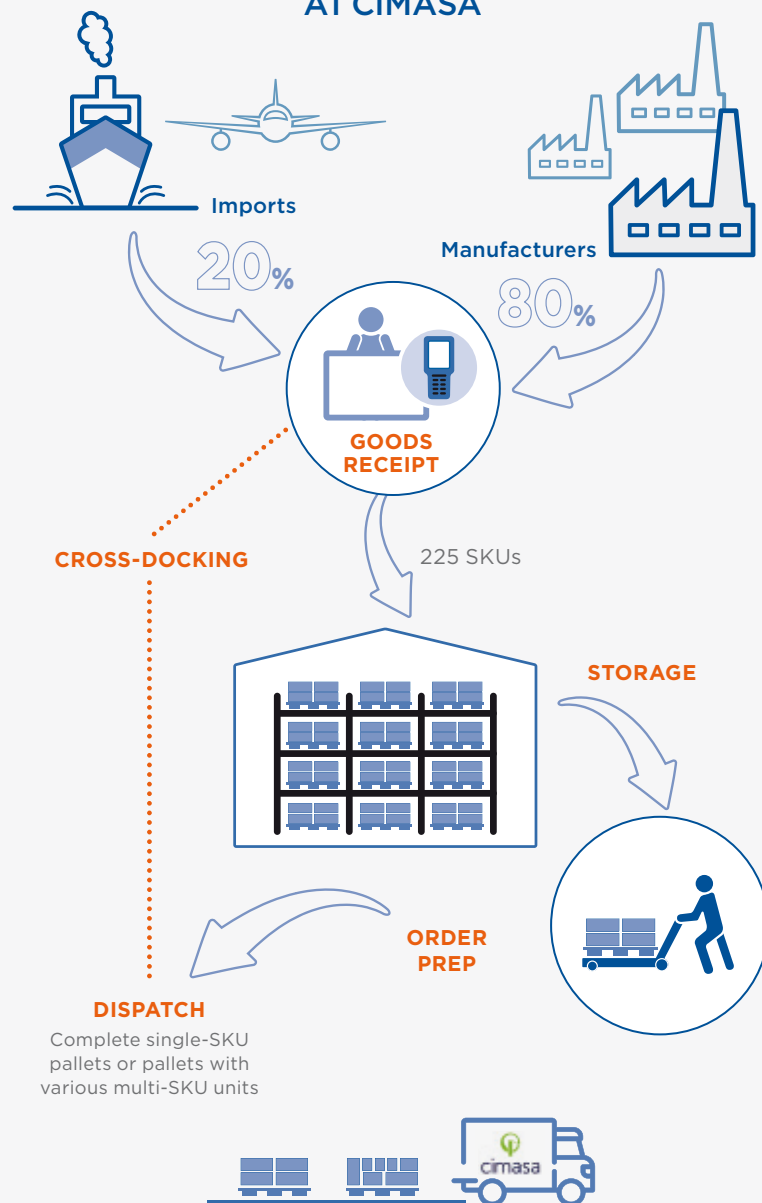 AT CIMASA
Imports
20%
Manufacturers
80%
GOODS
RECEIPT
CROSS-DOCKING
225 SKUs
STORAGE
ORDER
PREP
DISPATCH
Complete single-SKU
pallets or pallets with
various multi-SKU units
cimasa